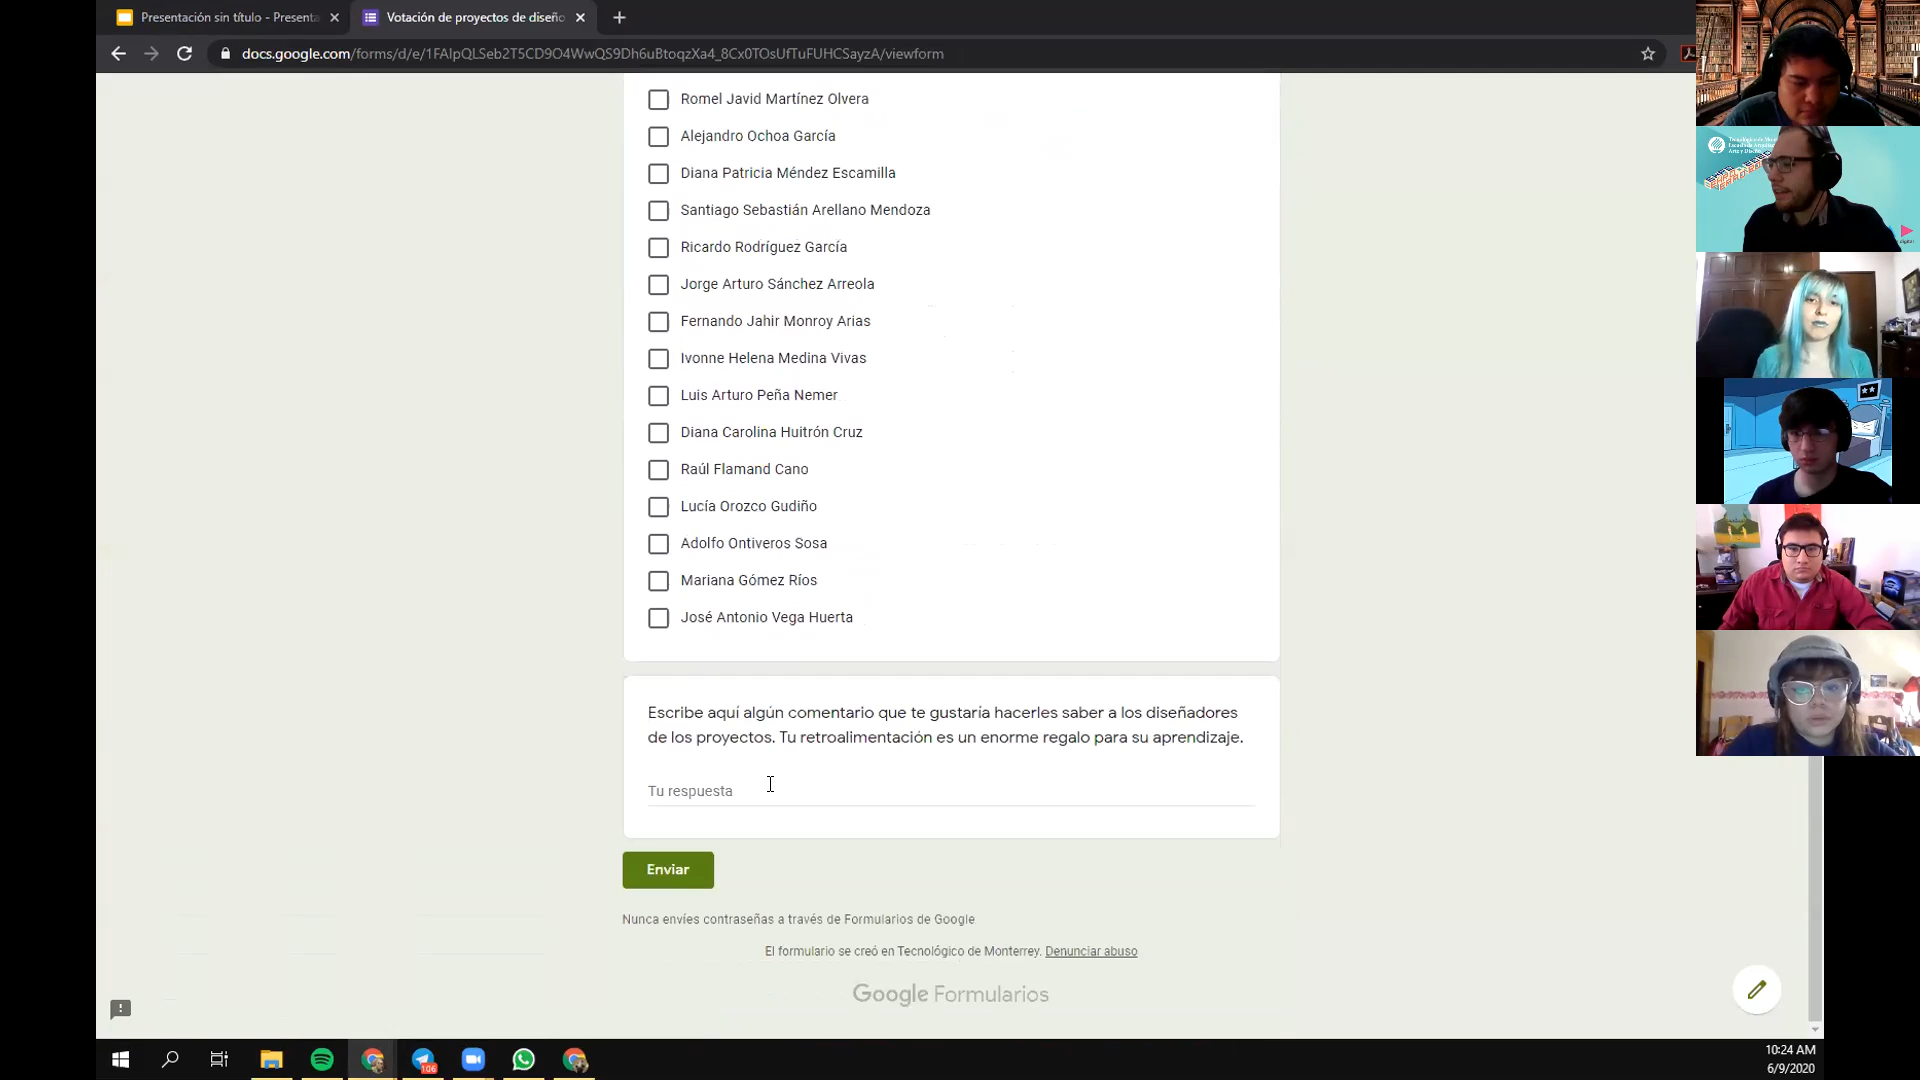 Presentación sin título - Presenta
Votación de proyectos de diseño
docs.google.com/forms/d/e/1FAIpQLSeb2T5CD9O4WwQS9Dh6uBtoqzXa4_8Cx0TOsUfTuFUHCSayzA/viewform
Romel Javid Martínez Olvera
Alejandro Ochoa García
Diana Patricia Méndez Escamilla
Santiago Sebastián Arellano Mendoza
Ricardo Rodríguez García
Jorge Arturo Sánchez Arreola
Fernando Jahir Monroy Arias
Ivonne Helena Medina Vivas
Luis Arturo Peña Nemer
Diana Carolina Huitrón Cruz
Raúl Flamand Cano
Lucía Orozco Gudiño
Adolfo Ontiveros Sosa
Mariana Gómez Ríos
José Antonio Vega Huerta
Escribe aquí algún comentario que te gustaría hacerles saber a los diseñadores
de los proyectos. Tu retroalimentación es un enorme regalo para su aprendizaje.
Tu respuesta
Enviar
Nunca envíes contraseñas a través de Formularios de Google
El formulario se creó en Tecnológico de Monterrey. Denunciar abuso
Google Formularios
106
10:24 AM
6/9/2020